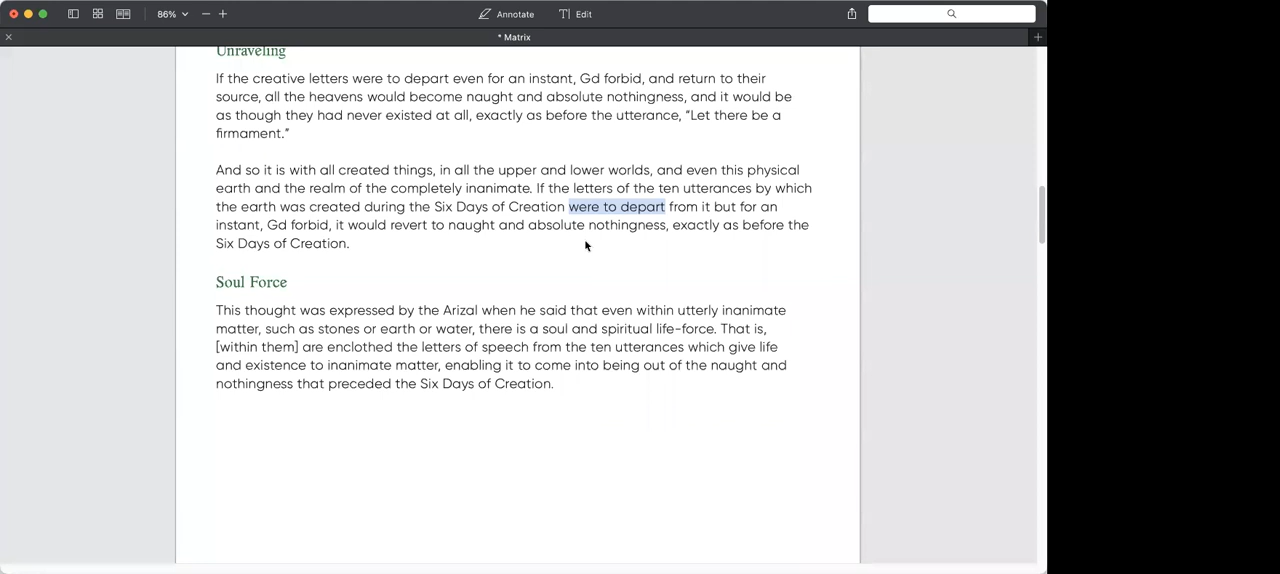 86%
Annotate
Edit
* Matrix
Unraveling
If the creative letters were to depart even for an instant, Gd forbid, and return to their
source, all the heavens would become naught and absolute nothingness, and it would be
as though they had never existed at all, exactly as before the utterance, “Let there be a
firmament.”
And so it is with all created things, in all the upper and lower worlds, and even this physical
earth and the realm of the completely inanimate. If the letters of the ten utterances by which
the earth was created during the Six Days of Creation were to depart from it but for an
instant, Gd forbid, it would revert to naught and absolute nothingness, exactly as before the
Six Days of Creation.
Soul Force
This thought was expressed by the Arizal when he said that even within utterly inanimate
matter, such as stones or earth or water, there is a soul and spiritual life-force. That is,
[within them] are enclothed the letters of speech from the ten utterances which give life
and existence to inanimate matter, enabling it to come into being out of the naught and
nothingness that preceded the Six Days of Creation.